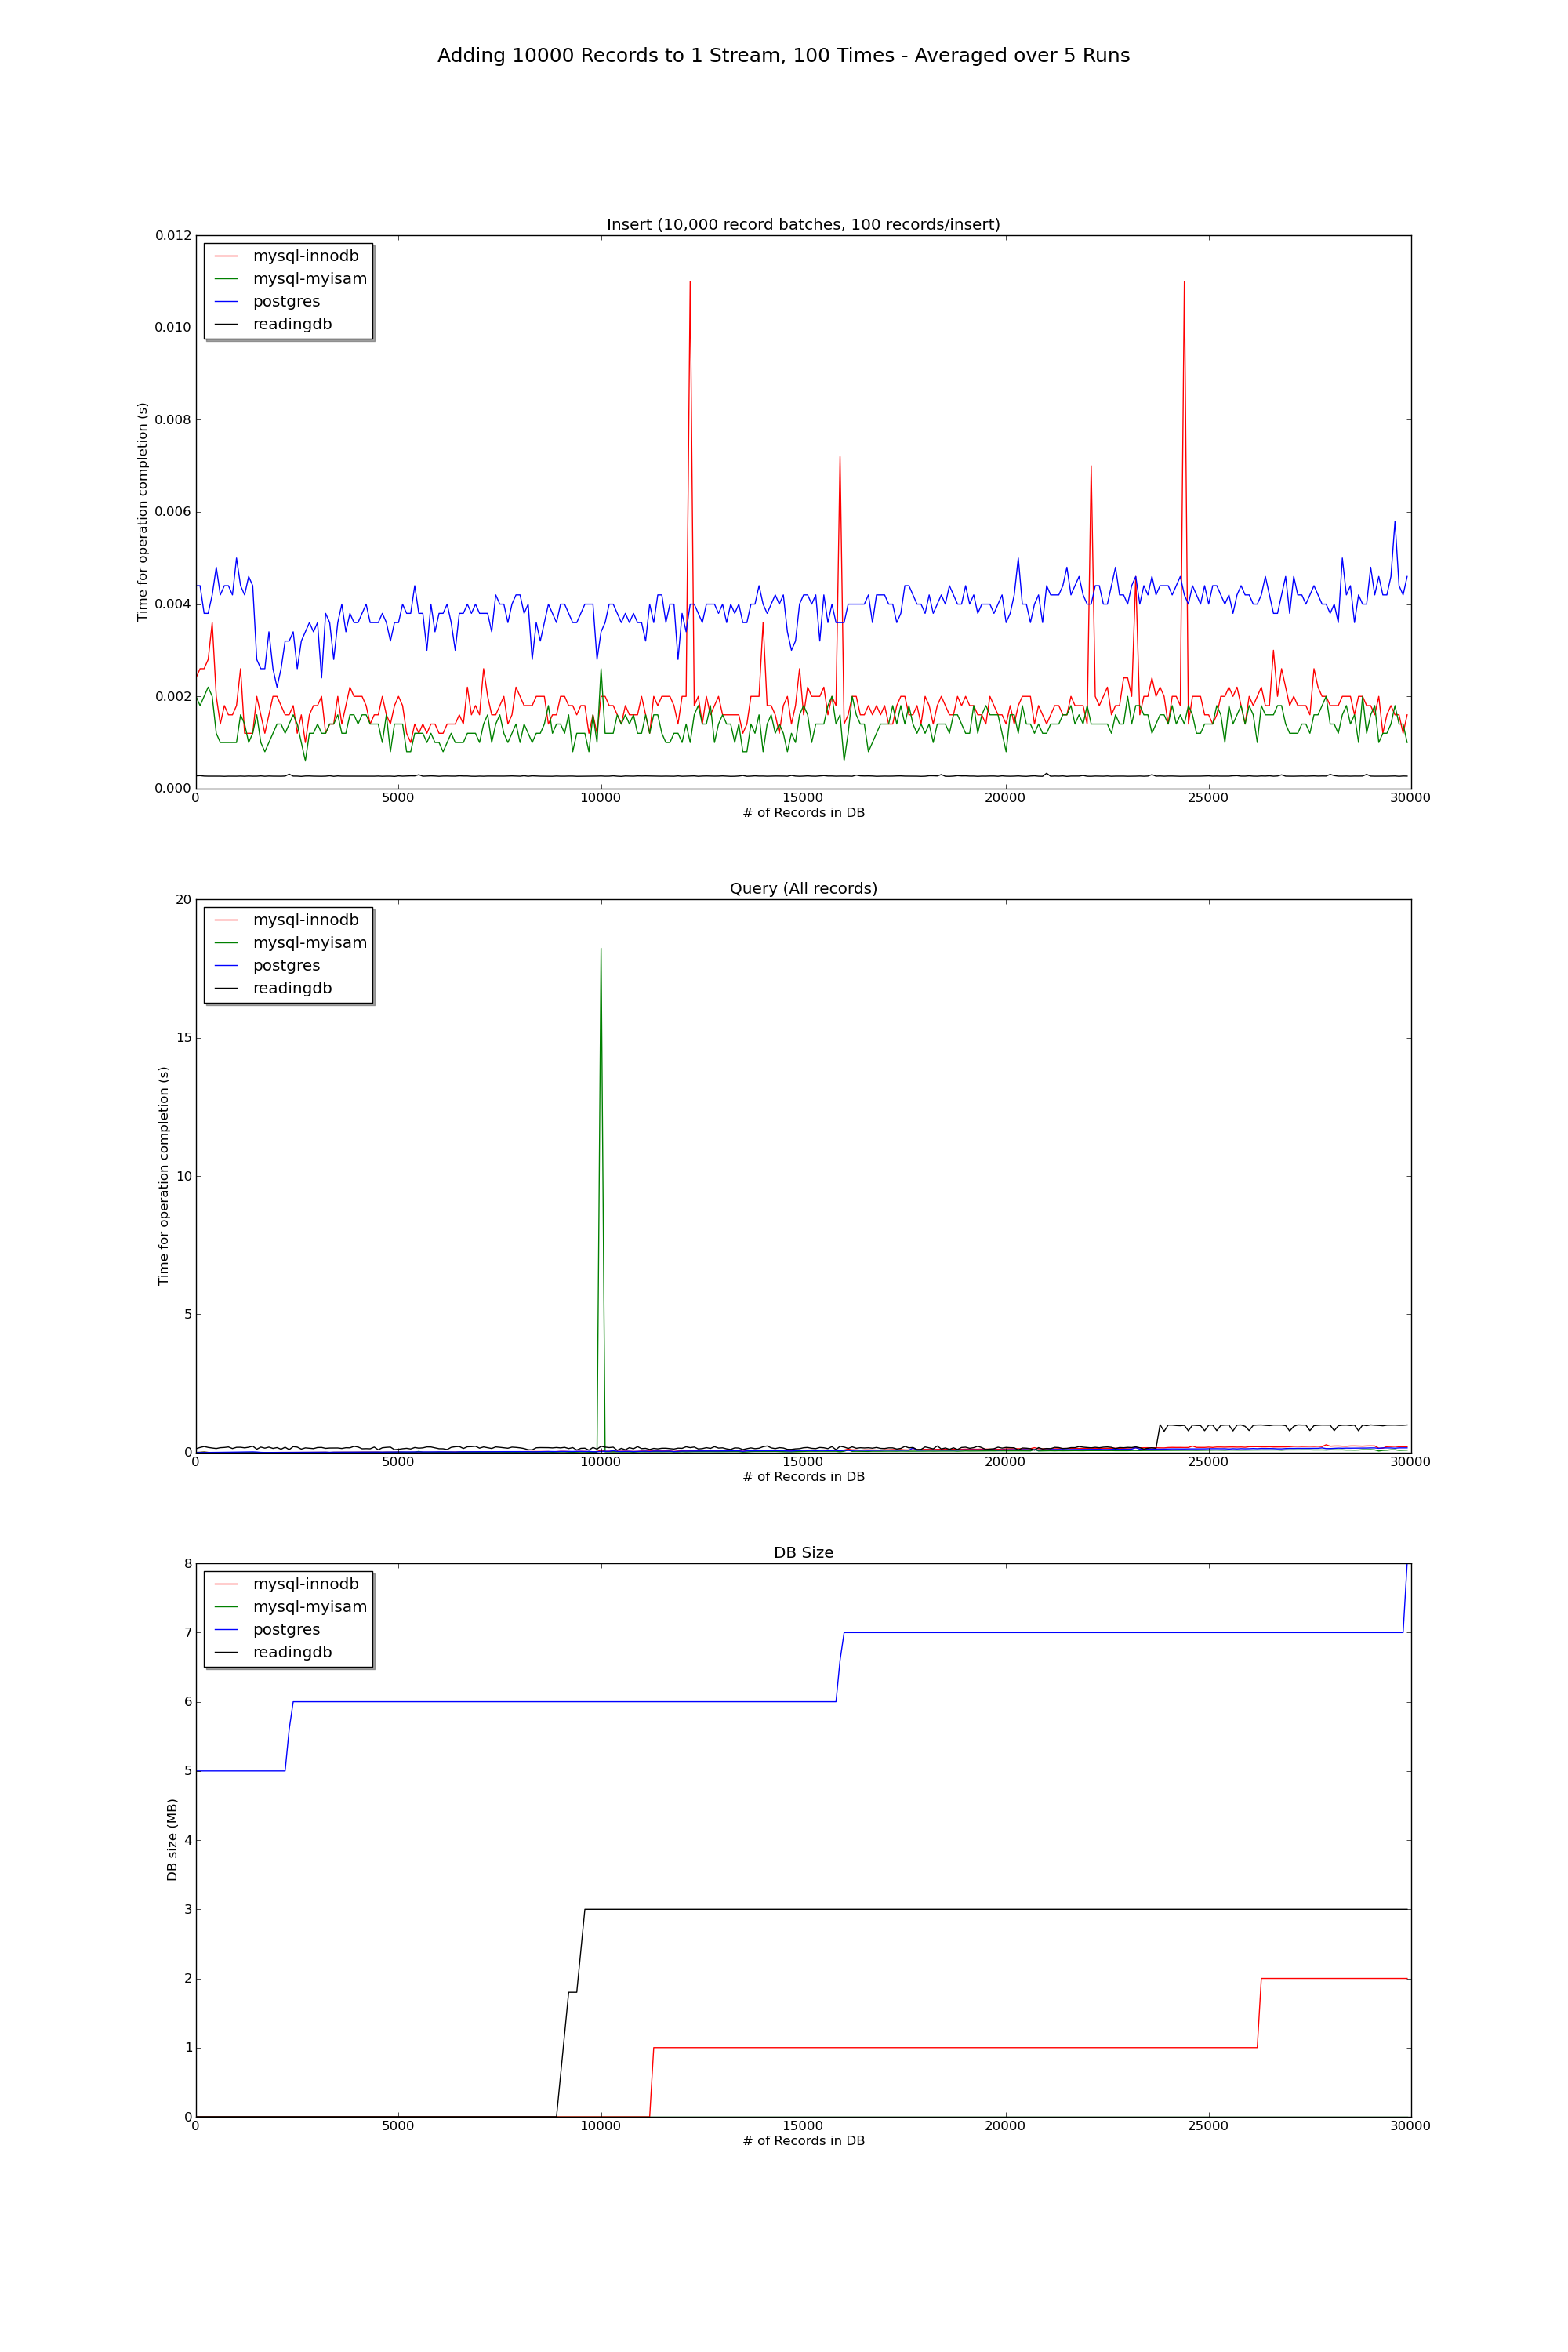 Adding 10000 Records to 1 Stream, 100 Times - Averaged over 5 Runs
Insert (10,000 record batches, 100 records/insert)
mysql-innodb
mysql-myisam
postgres
readingdb
Time for operation completion (s)
0.012
0.010
0.008
0.006
0.004
0.002
0.000
0 5000 10000 15000 20000 25000 30000
# of Records in DB
Query (All records)
mysql-innodb
mysql-myisam
postgres
readingdb
Time for operation completion (s)
20
15
10
5
0
0 5000 10000 15000 20000 25000 30000
# of Records in DB
DB Size
mysql-innodb
mysql-myisam
postgres
readingdb
DB size (MB)
8
7
6
5
4
3
2
1
0
0 5000 10000 15000 20000 25000 30000
# of Records in DB